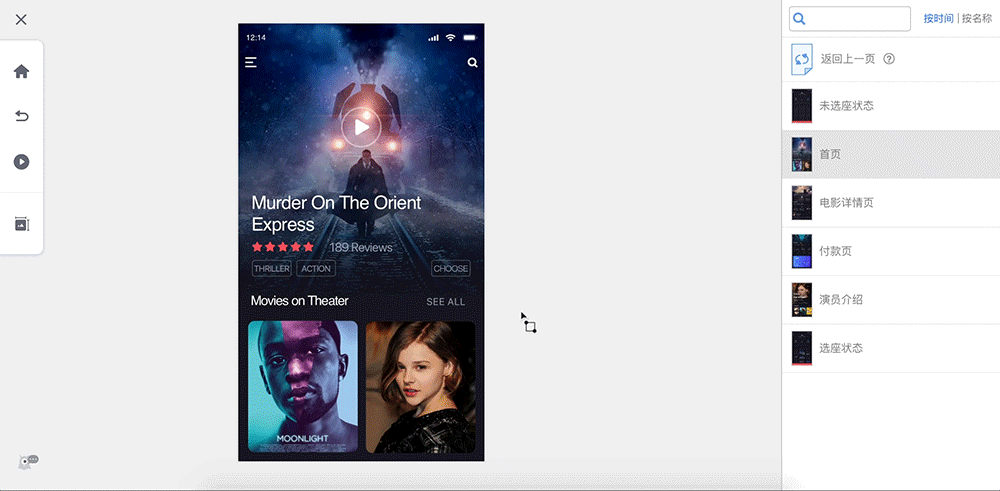 按时间 | 按名称
返回上一页 ?
未选座状态
首页
电影详情页
付款页
演员介绍
选座状态
12:14
Murder On The Orient
Express
189 Reviews
THRILLER ACTION CHOOSE
Movies on Theater SEE ALL
MOONLIGHT